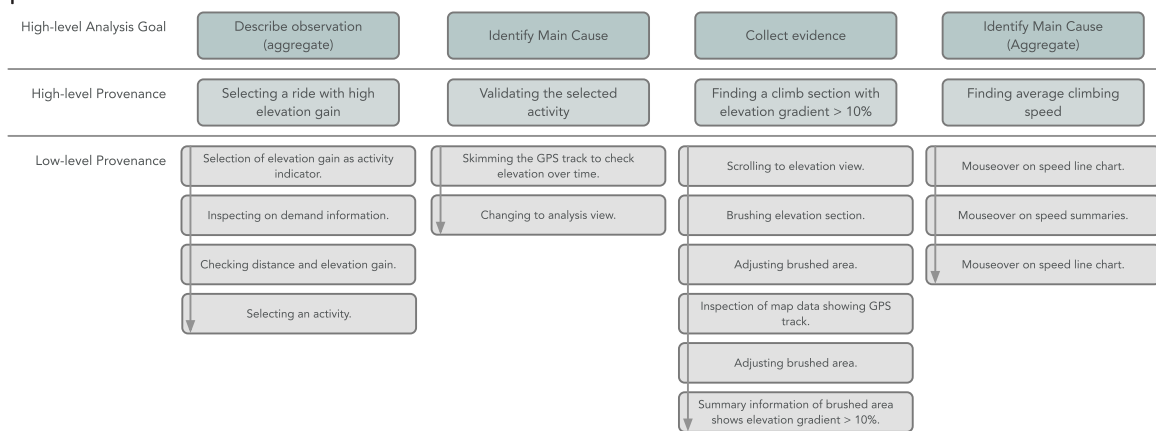 High-level Analysis Goal
Describe observation
(aggregate)
Identify Main Cause
Collect evidence
Identify Main Cause
(Aggregate)
High-level Provenance
Selecting a ride with high
elevation gain
Validating the selected
activity
Finding a climb section with
elevation gradient > 10%
Finding average climbing
speed
Low-level Provenance
Selection of elevation gain as activity
indicator.
Inspecting on demand information.
Checking distance and elevation gain.
Selecting an activity.
Skimming the GPS track to check
elevation over time.
Changing to analysis view.
Scrolling to elevation view.
Brushing elevation section.
Adjusting brushed area.
Inspection of map data showing GPS
track.
Adjusting brushed area.
Summary information of brushed area
shows elevation gradient > 10%.
Mouseover on speed line chart.
Mouseover on speed summaries.
Mouseover on speed line chart.